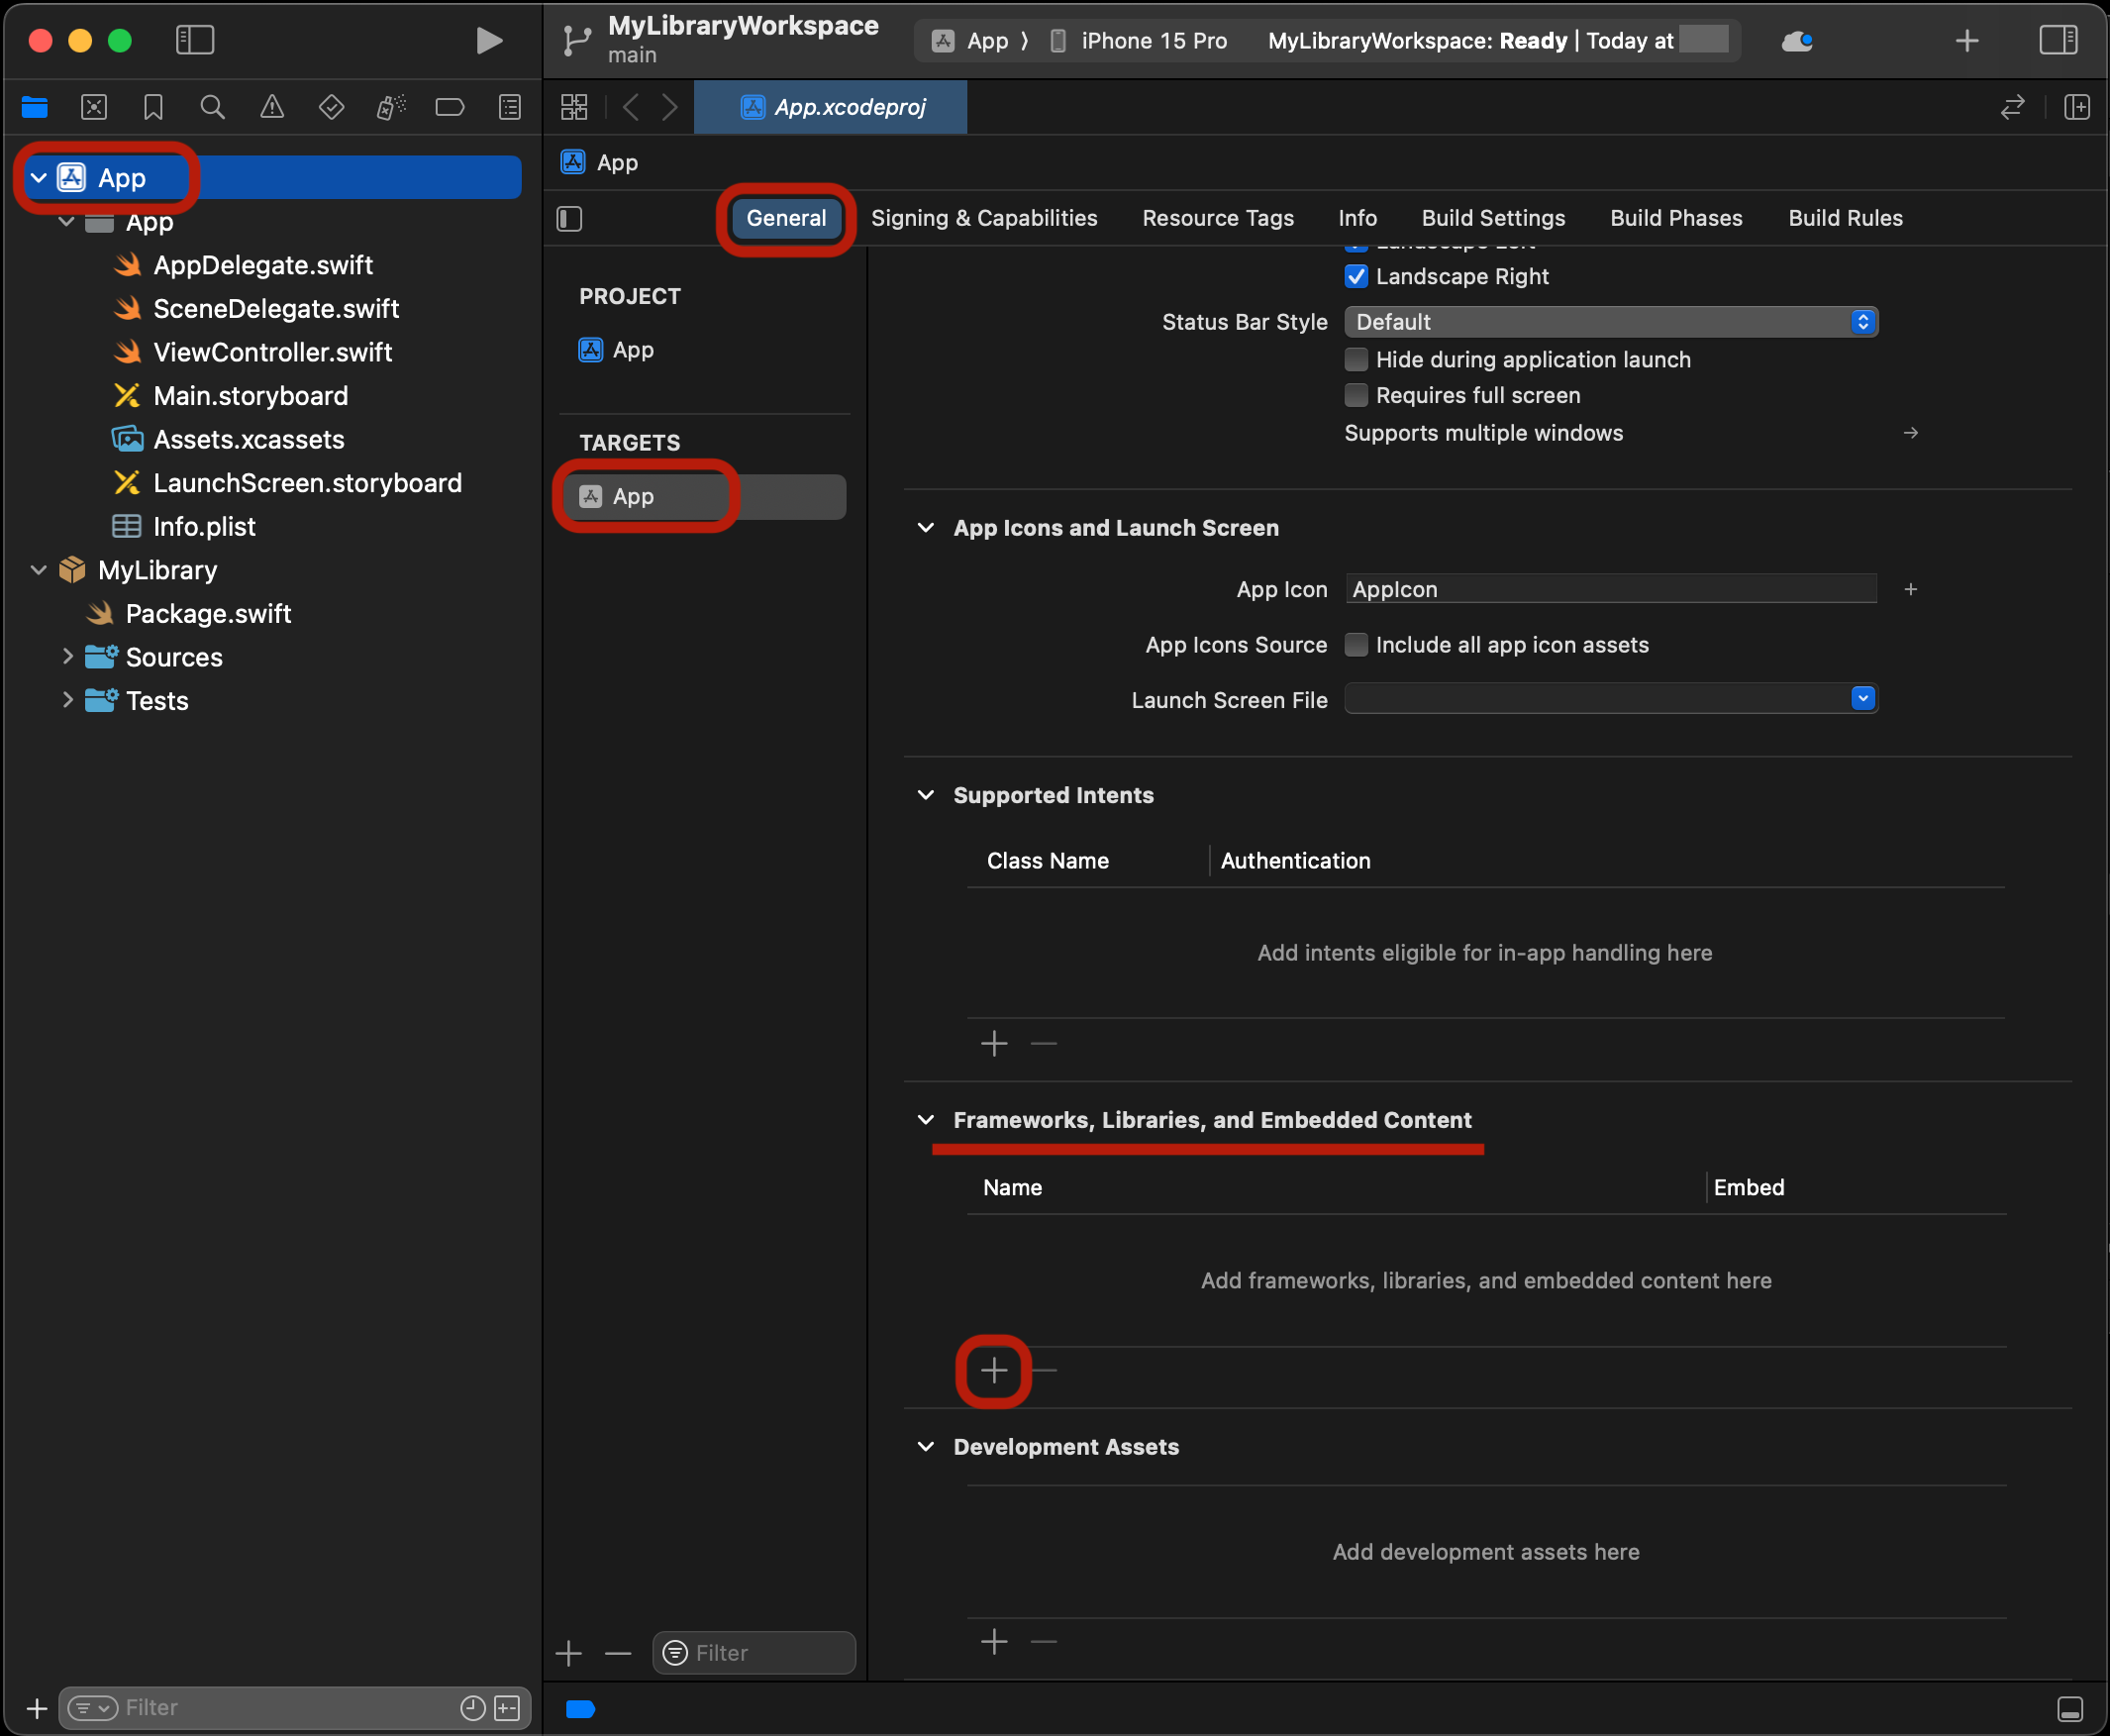 MyLibraryWorkspace
main
App
iPhone 15 Pro
MyLibraryWorkspace: Ready | Today at
App.xcodeproj
App
App
AppDelegate.swift
SceneDelegate.swift
ViewController.swift
Main.storyboard
Assets.xcassets
LaunchScreen.storyboard
Info.plist
MyLibrary
Package.swift
Sources
Tests
Filter
App
General
Signing & Capabilities
Resource Tags
Info
Build Settings
Build Phases
Build Rules
PROJECT
App
TARGETS
App
Filter
Landscape Left
Landscape Right
Status Bar Style
Default
Hide during application launch
Requires full screen
Supports multiple windows
App Icons and Launch Screen
App Icon
AppIcon
App Icons Source
Include all app icon assets
Launch Screen File
Supported Intents
Class Name
Authentication
Add intents eligible for in-app handling here
Frameworks, Libraries, and Embedded Content
Name
Embed
Add frameworks, libraries, and embedded content here
Development Assets
Add development assets here